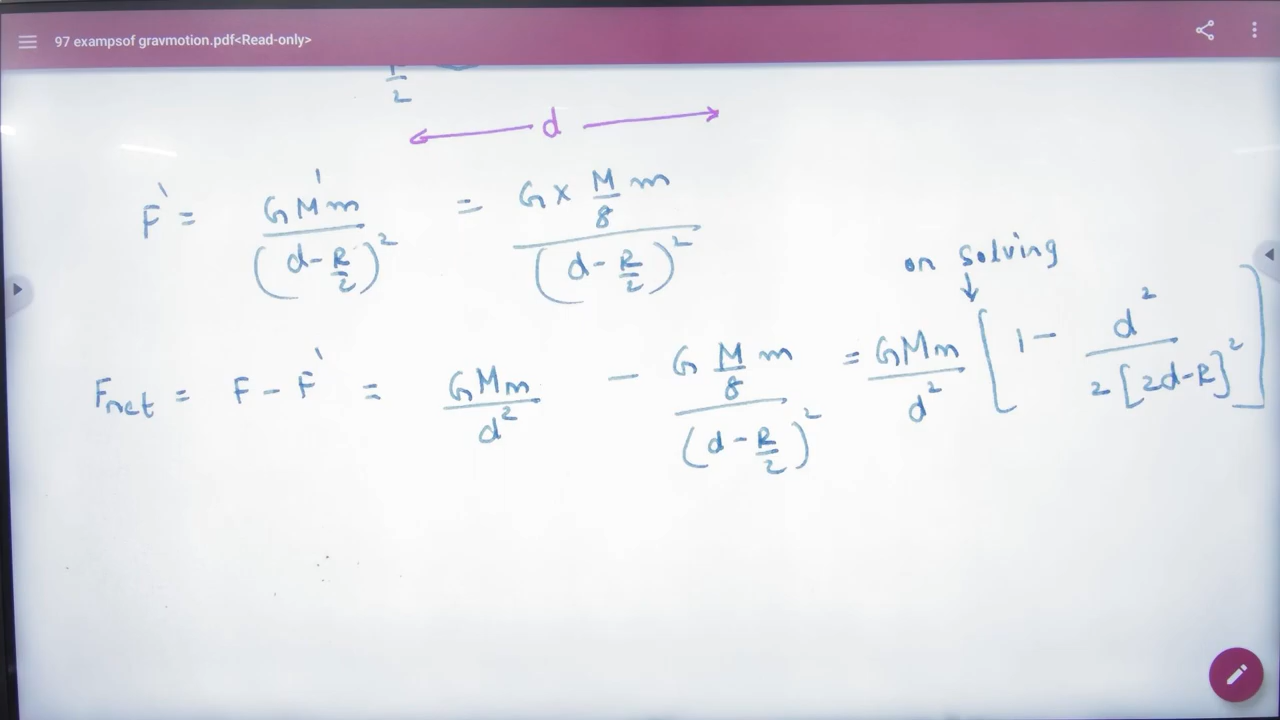 97 exampsof gravmotion.pdf<Read-only>
r/2
d
F' = GM'm/(d-R/2)² = G× M/8 m/(d-R/2)²
on solving
Fnet = F - F' = GMm/d² - G M/8 m/(d-R/2)² = GMm/d² [1 - d²/2[2d-R]²]